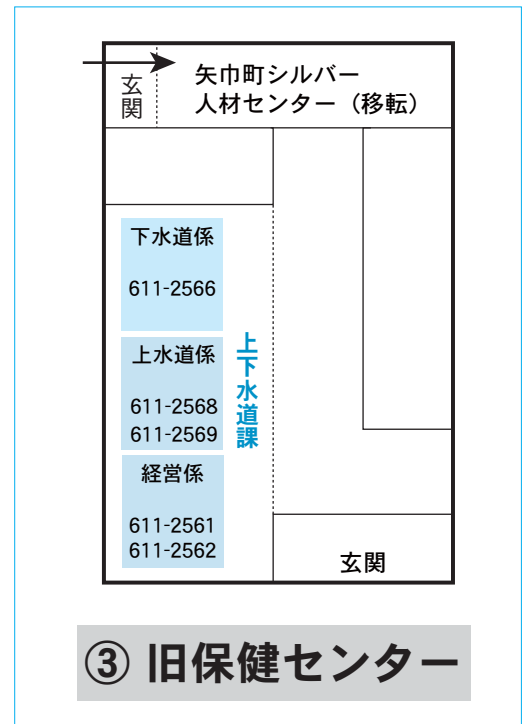 玄関
矢巾町シルバー
人材センター（移転）
下水道係
611-2566
上水道係
611-2568
611-2569
経営係
611-2561
611-2562
上下水道課
玄関
③ 旧保健センター